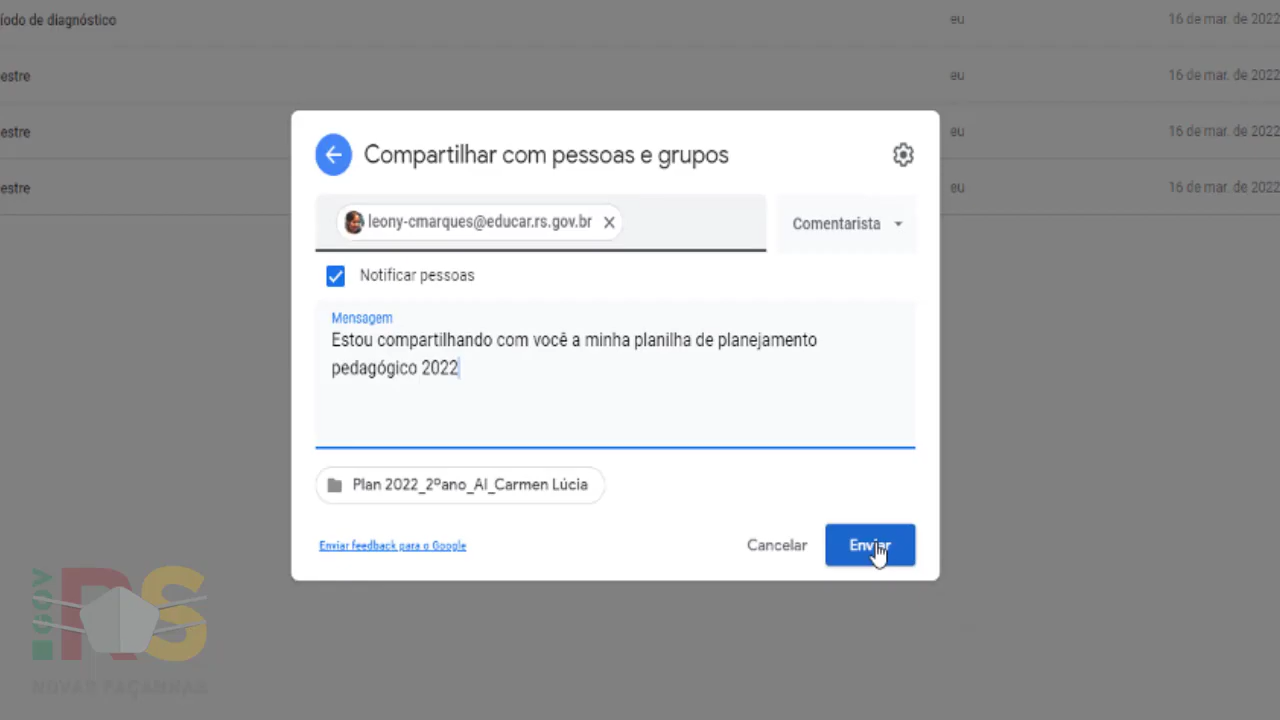 íodo de diagnóstico eu 16 de mar. de 2022
estre eu 16 de mar. de 2022
estre eu 16 de mar. de 2022
estre eu 16 de mar. de 2022
Compartilhar com pessoas e grupos
leony-cmarques@educar.rs.gov.br
Comentarista
Notificar pessoas
Mensagem
Estou compartilhando com você a minha planilha de planejamento
pedagógico 2022
Plan 2022_2ºano_AI_Carmen Lúcia
Enviar feedback para o Google
Cancelar
Enviar
GOV
RS
NOVAS FAÇANHAS